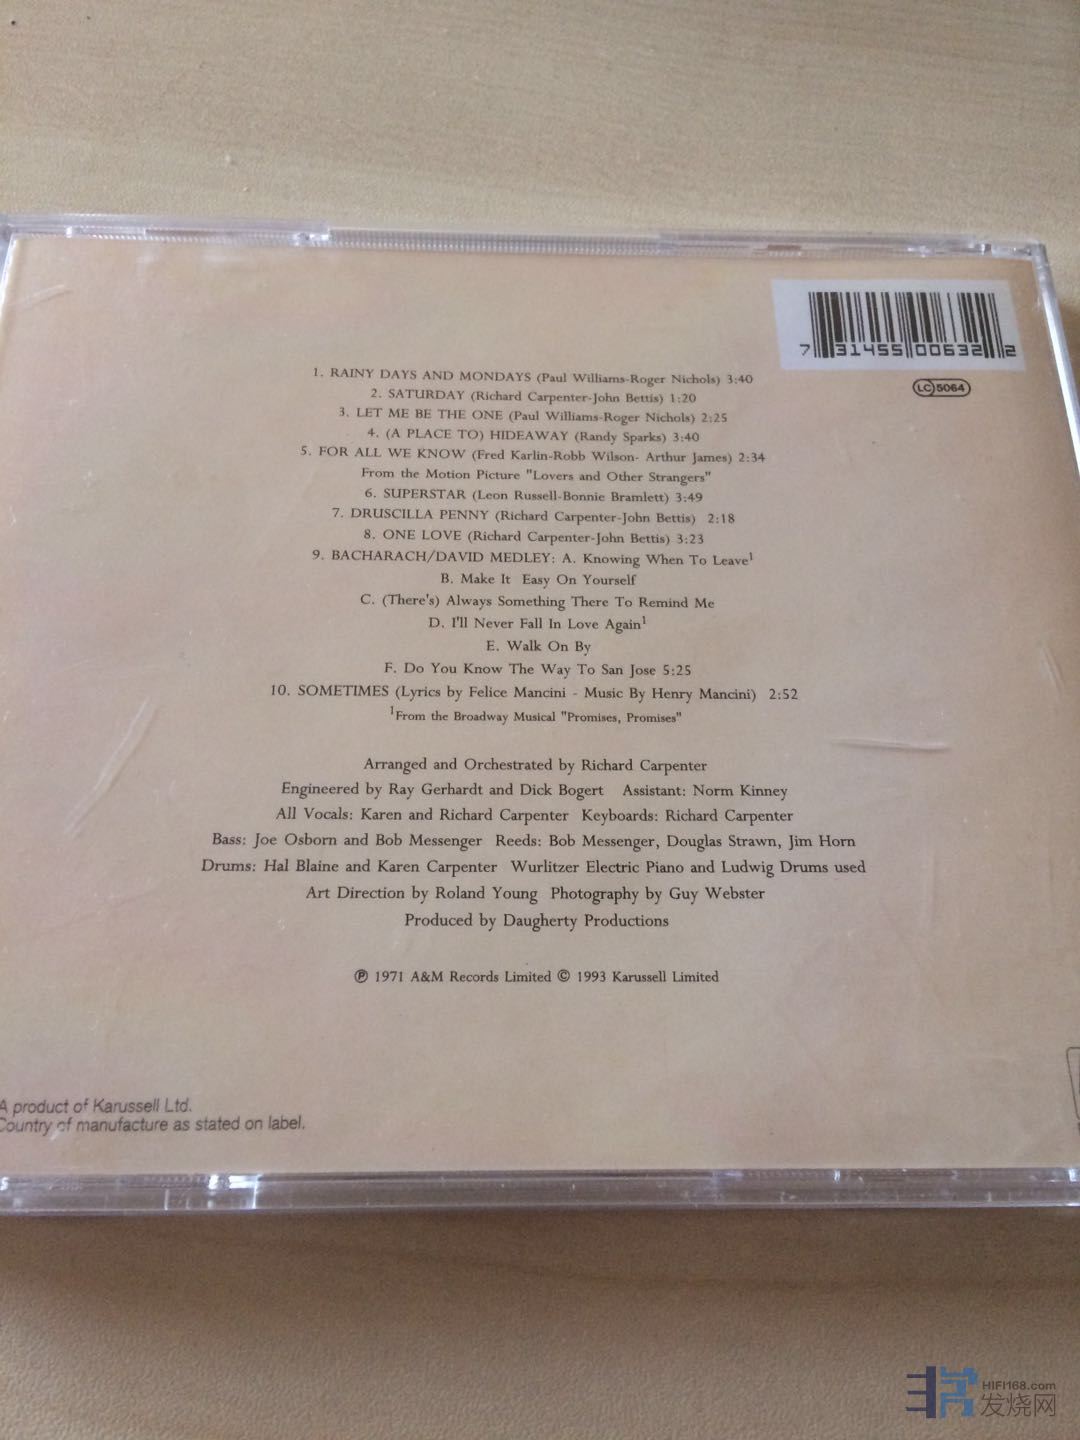 7 31455 00632 2
LC 5064
1. RAINY DAYS AND MONDAYS (Paul Williams-Roger Nichols) 3:40
2. SATURDAY (Richard Carpenter-John Bettis) 1:20
3. LET ME BE THE ONE (Paul Williams-Roger Nichols) 2:25
4. (A PLACE TO) HIDEAWAY (Randy Sparks) 3:40
5. FOR ALL WE KNOW (Fred Karlin-Robb Wilson- Arthur James) 2:34
From the Motion Picture "Lovers and Other Strangers"
6. SUPERSTAR (Leon Russell-Bonnie Bramlett) 3:49
7. DRUSCILLA PENNY (Richard Carpenter-John Bettis) 2:18
8. ONE LOVE (Richard Carpenter-John Bettis) 3:23
9. BACHARACH/DAVID MEDLEY: A. Knowing When To Leave¹
B. Make It Easy On Yourself
C. (There's) Always Something There To Remind Me
D. I'll Never Fall In Love Again¹
E. Walk On By
F. Do You Know The Way To San Jose 5:25
10. SOMETIMES (Lyrics by Felice Mancini - Music By Henry Mancini) 2:52
¹From the Broadway Musical "Promises, Promises"
Arranged and Orchestrated by Richard Carpenter
Engineered by Ray Gerhardt and Dick Bogert Assistant: Norm Kinney
All Vocals: Karen and Richard Carpenter Keyboards: Richard Carpenter
Bass: Joe Osborn and Bob Messenger Reeds: Bob Messenger, Douglas Strawn, Jim Horn
Drums: Hal Blaine and Karen Carpenter Wurlitzer Electric Piano and Ludwig Drums used
Art Direction by Roland Young Photography by Guy Webster
Produced by Daugherty Productions
℗ 1971 A&M Records Limited © 1993 Karussell Limited
A product of Karussell Ltd.
Country of manufacture as stated on label.
HIFI168.com
发烧网